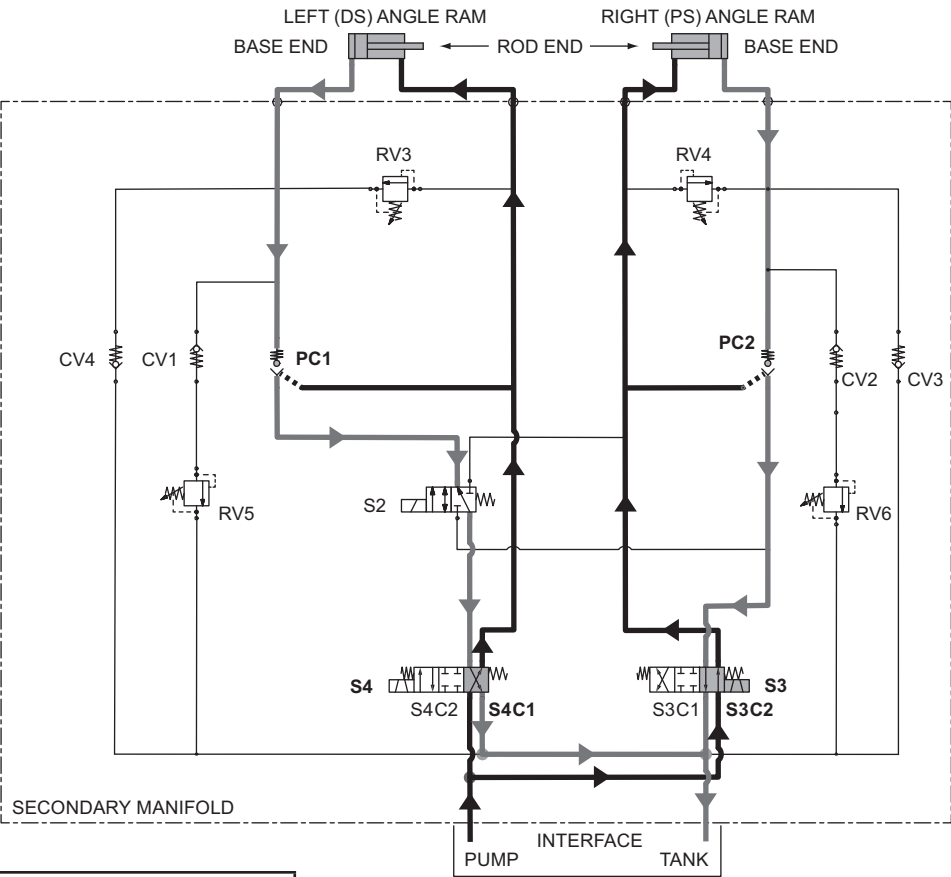 LEFT (DS) ANGLE RAM
RIGHT (PS) ANGLE RAM
BASE END
ROD END
BASE END
RV3
RV4
CV4
CV1
PC1
PC2
CV2
CV3
S2
RV5
RV6
S4
S4C2
S4C1
S3C1
S3C2
S3
SECONDARY MANIFOLD
INTERFACE
PUMP
TANK